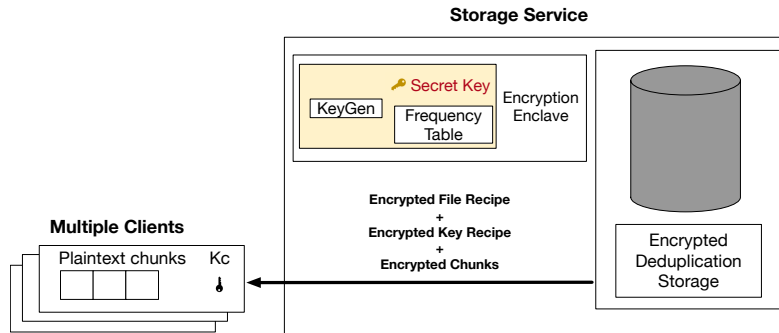 Storage Service
Secret Key
KeyGen
Frequency
Table
Encryption
Enclave
Encrypted File Recipe
+
Encrypted Key Recipe
+
Encrypted Chunks
Multiple Clients
Plaintext chunks Kc
Encrypted
Deduplication
Storage